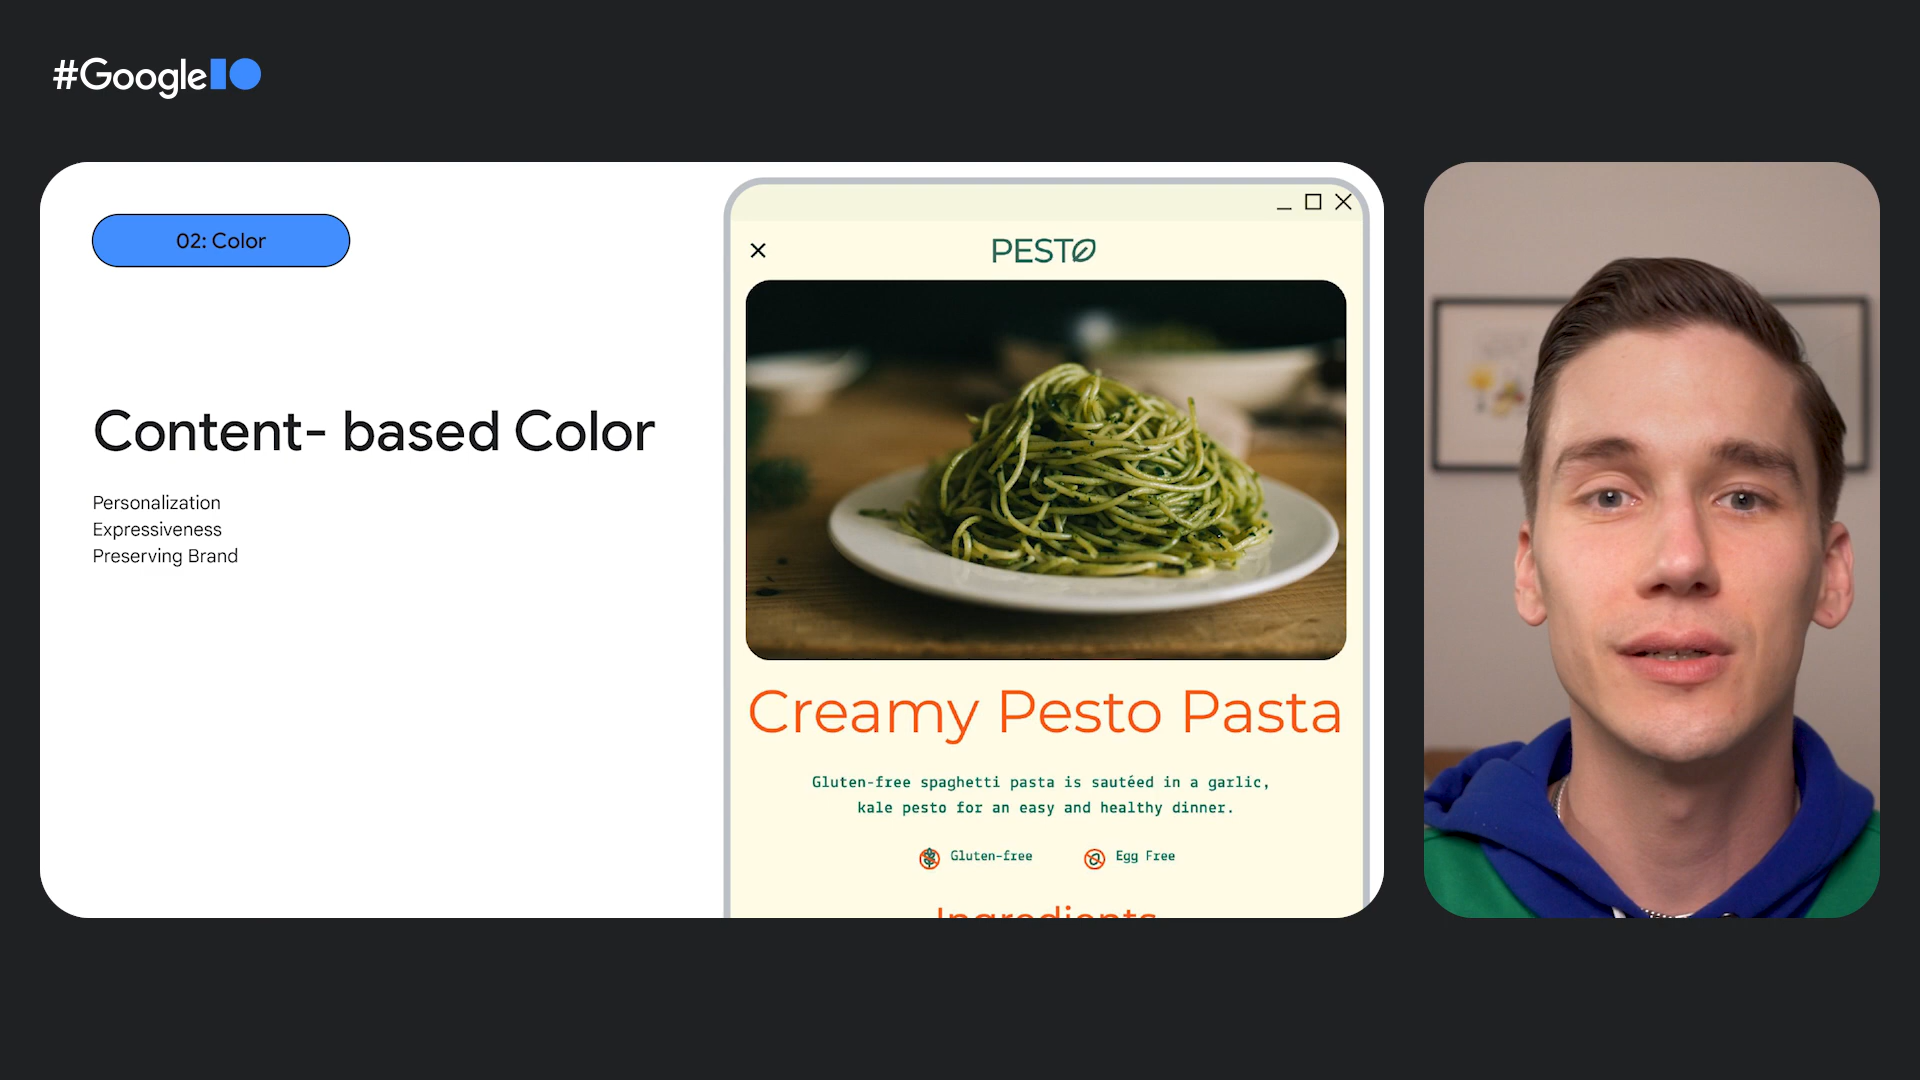 #GoogleIO
02: Color
Content- based Color
Personalization
Expressiveness
Preserving Brand
PESTO
Creamy Pesto Pasta
Gluten-free spaghetti pasta is sautéed in a garlic,
kale pesto for an easy and healthy dinner.
Gluten-free
Egg Free
Ingredients